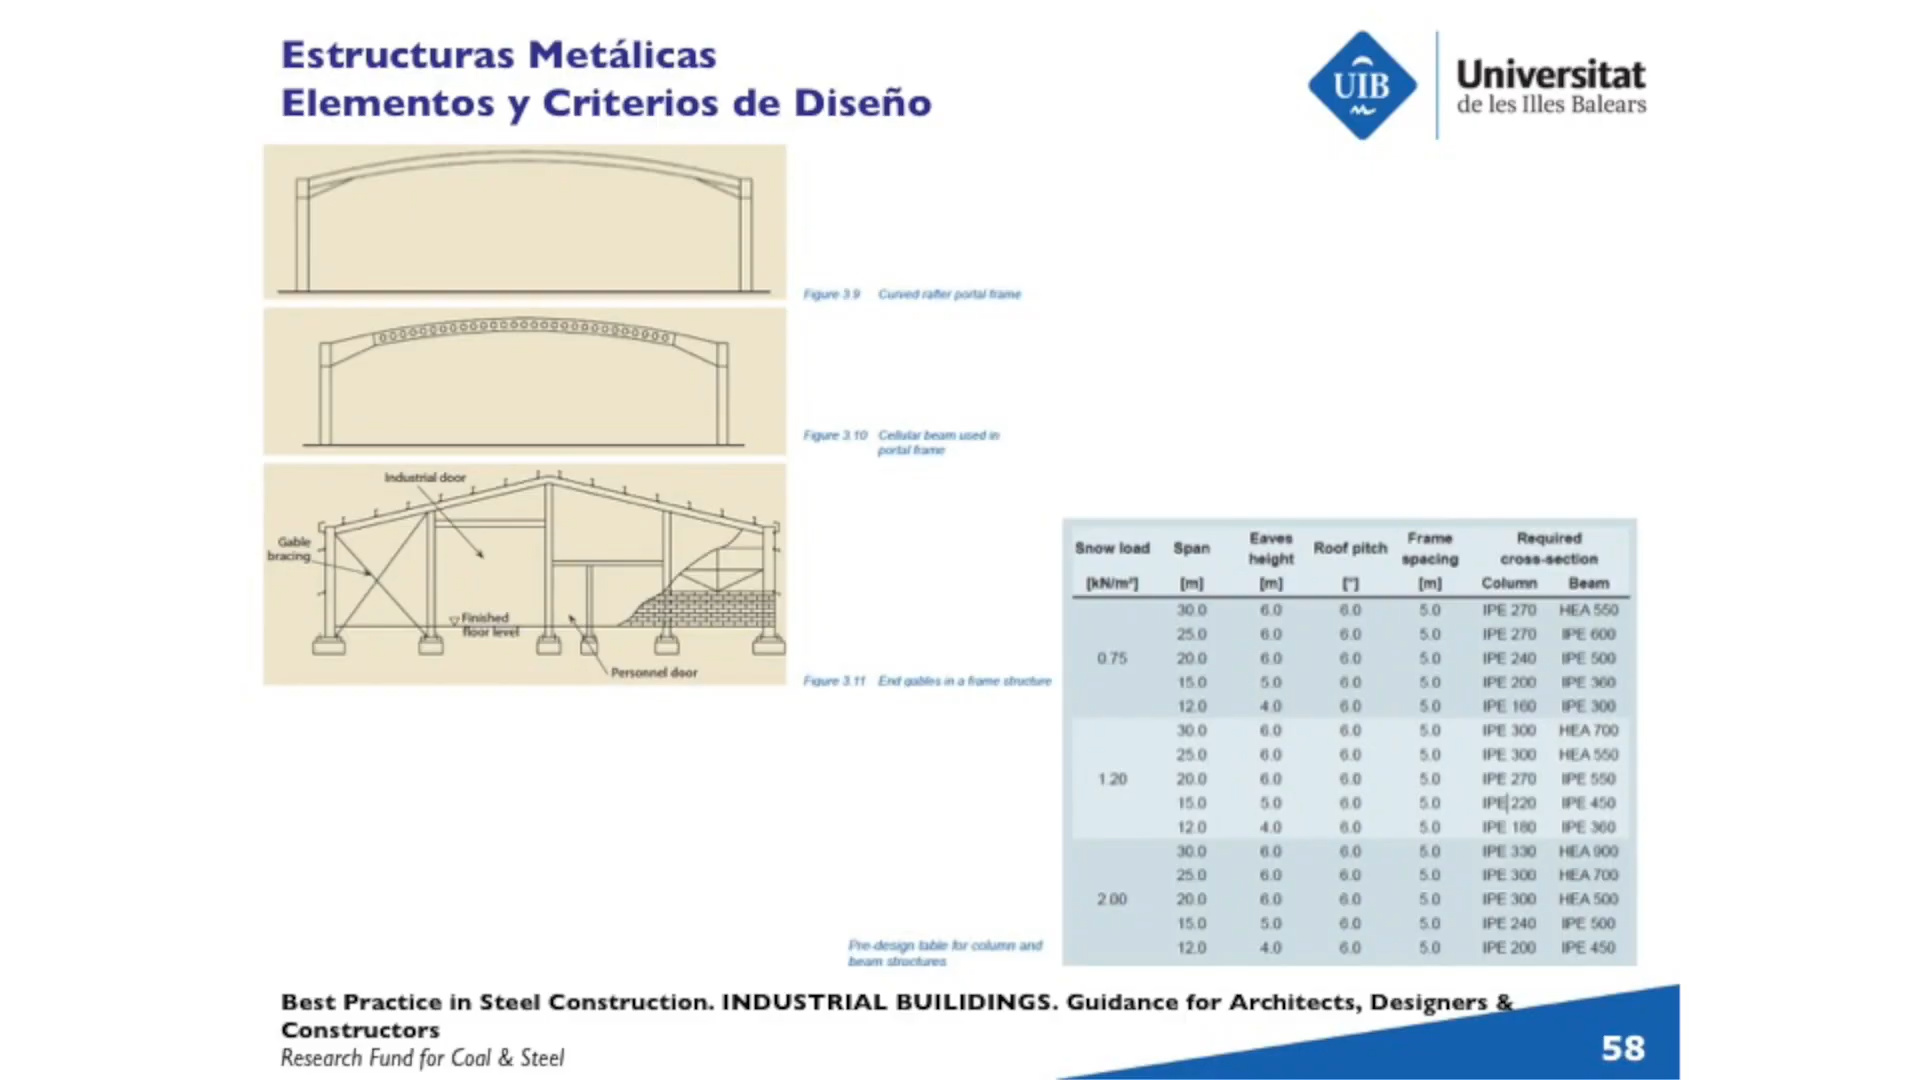 Estructuras Metálicas
Elementos y Criterios de Diseño
UIB
Universitat
de les Illes Balears
Figure 3.9 Curved rafter portal frame
Figure 3.10 Cellular beam used in
portal frame
Industrial door
Gable
bracing
Finished
floor level
Personnel door
Figure 3.11 End gables in a frame structure
Snow load Span Eaves height Roof pitch Frame spacing Required cross-section
[kN/m²] [m] [m] [°] [m] Column Beam
30.0 6.0 6.0 5.0 IPE 270 HEA 550
25.0 6.0 6.0 5.0 IPE 270 IPE 600
0.75 20.0 6.0 6.0 5.0 IPE 240 IPE 500
15.0 5.0 6.0 5.0 IPE 200 IPE 360
12.0 4.0 6.0 5.0 IPE 160 IPE 300
30.0 6.0 6.0 5.0 IPE 300 HEA 700
25.0 6.0 6.0 5.0 IPE 300 HEA 550
1.20 20.0 6.0 6.0 5.0 IPE 270 IPE 550
15.0 5.0 6.0 5.0 IPE 220 IPE 450
12.0 4.0 6.0 5.0 IPE 180 IPE 360
30.0 6.0 6.0 5.0 IPE 330 HEA 900
25.0 6.0 6.0 5.0 IPE 300 HEA 700
2.00 20.0 6.0 6.0 5.0 IPE 300 HEA 500
15.0 5.0 6.0 5.0 IPE 240 IPE 500
12.0 4.0 6.0 5.0 IPE 200 IPE 450
Pre-design table for column and
beam structures
Best Practice in Steel Construction. INDUSTRIAL BUILIDINGS. Guidance for Architects, Designers &
Constructors
Research Fund for Coal & Steel
58